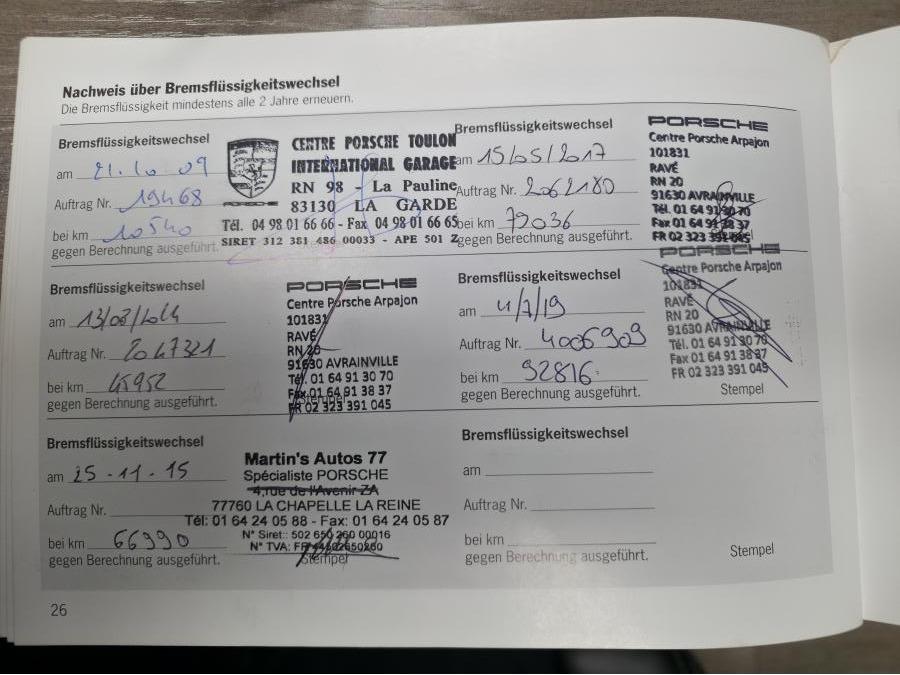 Nachweis über Bremsflüssigkeitswechsel
Die Bremsflüssigkeit mindestens alle 2 Jahre erneuern.
Bremsflüssigkeitswechsel
am 21.10 09
Auftrag Nr. 19468
bei km 10540
gegen Berechnung ausgeführt.
CENTRE PORSCHE TOULON
INTERNATIONAL GARAGE
RN 98 - La Pauline
83130 LA GARDE
Tél. 04 98 01 66 66 - Fax 04 98 01 66 65
SIRET 312 381 486 00033 - APE 501 Z
Bremsflüssigkeitswechsel
am 15/05/2017
Auftrag Nr. 2062180
bei km 72036
gegen Berechnung ausgeführt.
PORSCHE
Centre Porsche Arpajon
101831
RAVÉ
RN 20
91630 AVRAINVILLE
Tél. 01 64 91 30 70
Fax 01 64 91 38 37
FR 02 323 391 045
Bremsflüssigkeitswechsel
am 13/03/2014
Auftrag Nr. 2047321
bei km 45952
gegen Berechnung ausgeführt.
PORSCHE
Centre Porsche Arpajon
101831
RAVÉ
RN 20
91630 AVRAINVILLE
Tél. 01 64 91 30 70
Fax 01 64 91 38 37
Stempel
FR 02 323 391 045
Bremsflüssigkeitswechsel
am 4/7/19
Auftrag Nr. 4006909
bei km 92816
gegen Berechnung ausgeführt.
PORSCHE
Centre Porsche Arpajon
101831
RAVÉ
RN 20
91630 AVRAINVILLE
Tél. 01 64 91 30 70
Fax 01 64 91 38 37
FR 02 323 391 045
Stempel
Bremsflüssigkeitswechsel
am 25-11-15
Auftrag Nr.
bei km 66990
gegen Berechnung ausgeführt.
Martin's Autos 77
Spécialiste PORSCHE
4,rue de l'Avenir ZA
77760 LA CHAPELLE LA REINE
Tél: 01 64 24 05 88 - Fax: 01 64 24 05 87
N° Siret:: 502 650 260 00016
N° TVA:
Stempel
Bremsflüssigkeitswechsel
am
Auftrag Nr.
bei km
gegen Berechnung ausgeführt.
Stempel
26